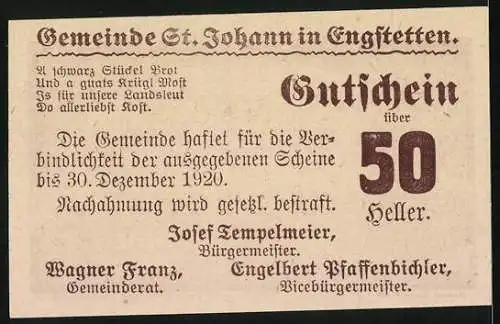 Gemeinde St. Johann in Engstetten.
A schwarz Stückel Brot
Und a guats Krüigl Most
Is für unsere Landsleut
Do allerliebst Kost.
Gutschein
über
50
Heller.
Die Gemeinde haftet für die Ver-
bindlichkeit der ausgegebenen Scheine
bis 30. Dezember 1920.
Nachahmung wird gesetzl. bestraft.
Josef Tempelmeier,
Bürgermeister.
Wagner Franz,
Gemeinderat.
Engelbert Pfaffenbichler,
Vicebürgermeister.